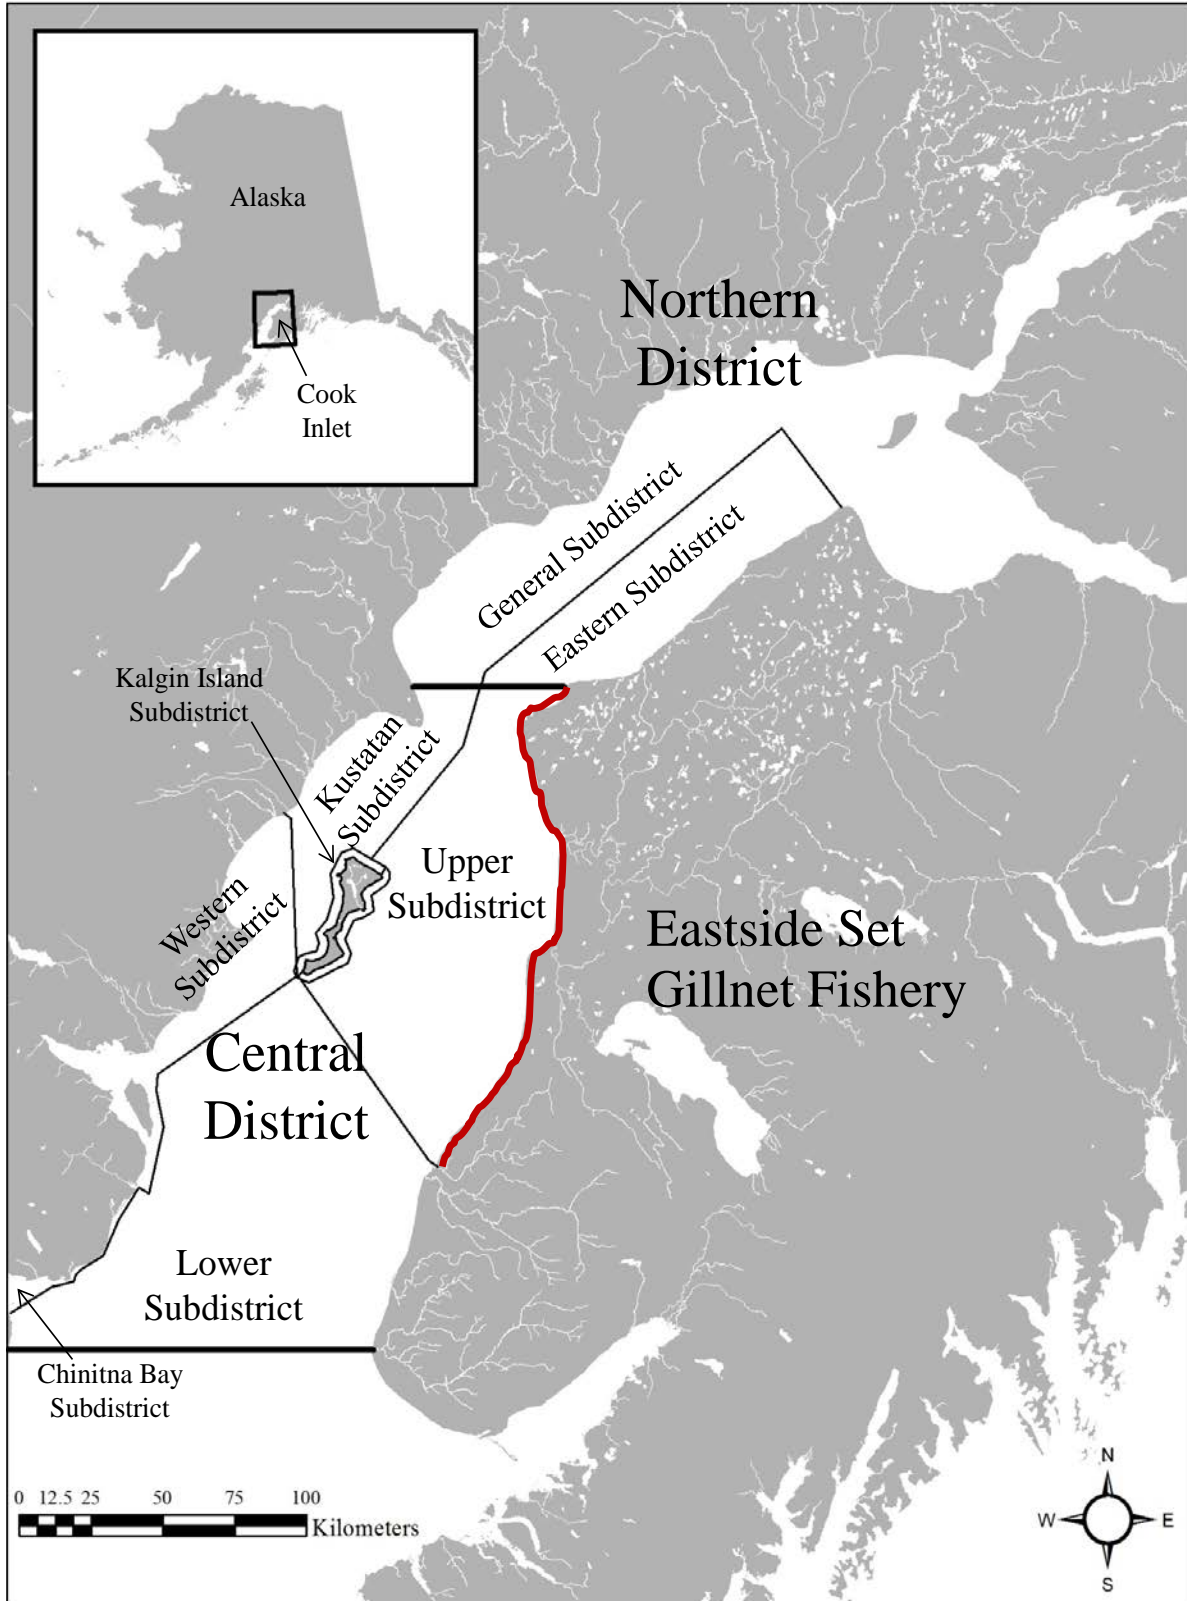 Alaska
Cook
Inlet
Northern
District
General Subdistrict
Eastern Subdistrict
Kalgin Island
Subdistrict
Kustatan
Subdistrict
Upper
Subdistrict
Western
Subdistrict
Eastside Set
Gillnet Fishery
Central
District
Lower
Subdistrict
Chinitna Bay
Subdistrict
0 12.5 25 50 75 100
Kilometers
N
W E
S